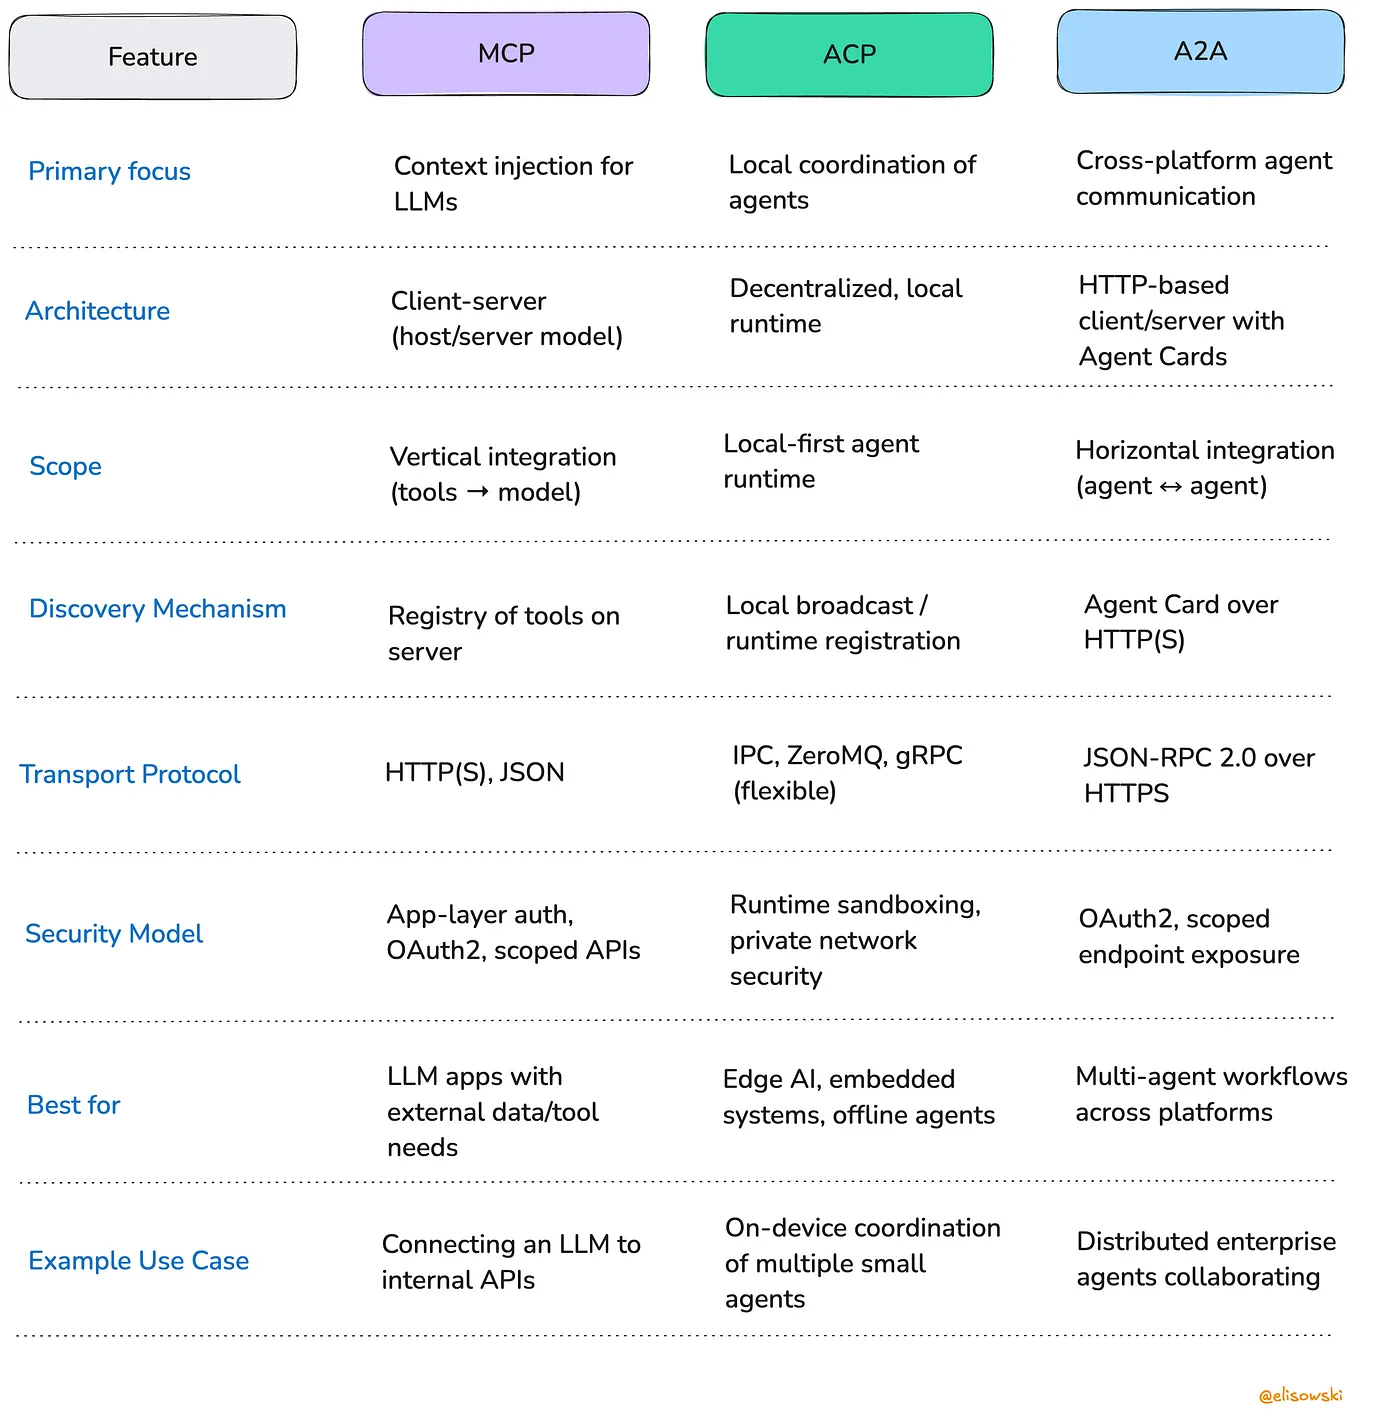 Feature
MCP
ACP
A2A
Primary focus
Context injection for
LLMs
Local coordination of
agents
Cross-platform agent
communication
Architecture
Client-server
(host/server model)
Decentralized, local
runtime
HTTP-based
client/server with
Agent Cards
Scope
Vertical integration
(tools → model)
Local-first agent
runtime
Horizontal integration
(agent ↔ agent)
Discovery Mechanism
Registry of tools on
server
Local broadcast /
runtime registration
Agent Card over
HTTP(S)
Transport Protocol
HTTP(S), JSON
IPC, ZeroMQ, gRPC
(flexible)
JSON-RPC 2.0 over
HTTPS
Security Model
App-layer auth,
OAuth2, scoped APIs
Runtime sandboxing,
private network
security
OAuth2, scoped
endpoint exposure
Best for
LLM apps with
external data/tool
needs
Edge AI, embedded
systems, offline agents
Multi-agent workflows
across platforms
Example Use Case
Connecting an LLM to
internal APIs
On-device coordination
of multiple small
agents
Distributed enterprise
agents collaborating
@elisowski